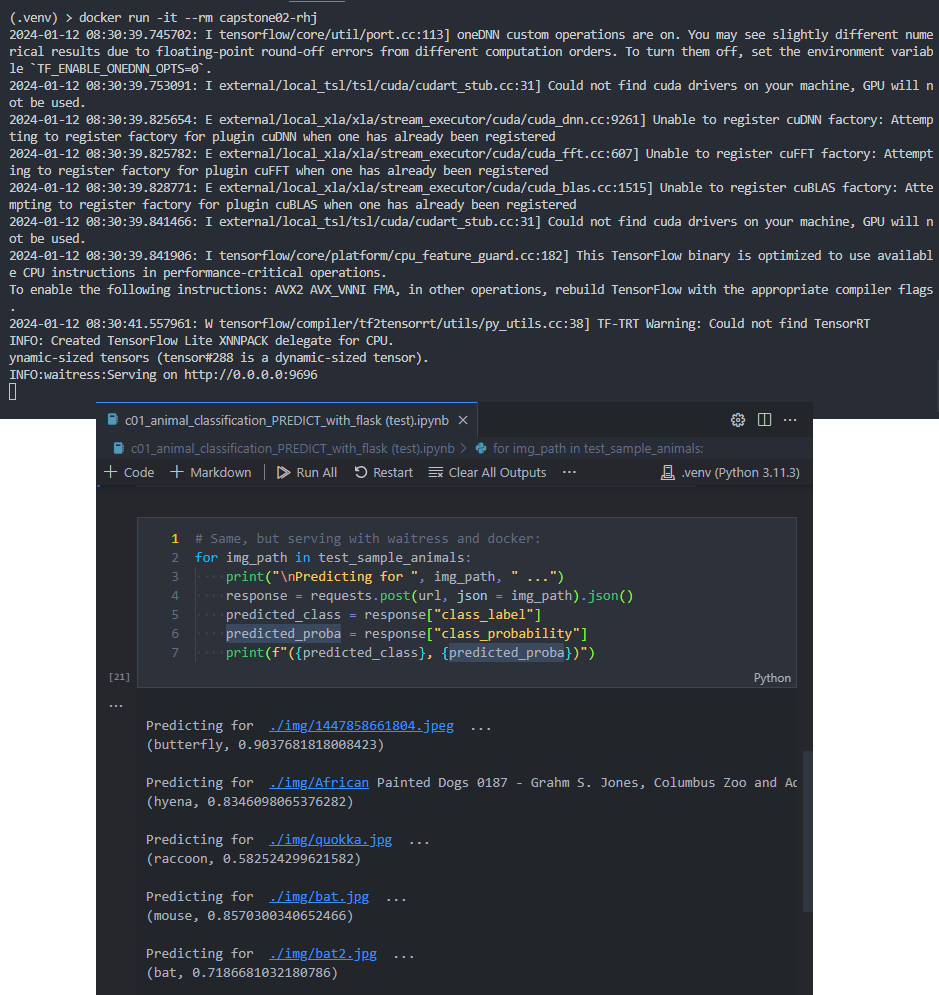 (.venv) > docker run -it --rm capstone02-rhj
2024-01-12 08:30:39.745702: I tensorflow/core/util/port.cc:113] oneDNN custom operations are on. You may see slightly different nume
rical results due to floating-point round-off errors from different computation orders. To turn them off, set the environment variab
le `TF_ENABLE_ONEDNN_OPTS=0`.
2024-01-12 08:30:39.753091: I external/local_tsl/tsl/cuda/cudart_stub.cc:31] Could not find cuda drivers on your machine, GPU will n
ot be used.
2024-01-12 08:30:39.825654: E external/local_xla/xla/stream_executor/cuda/cuda_dnn.cc:9261] Unable to register cuDNN factory: Attemp
ting to register factory for plugin cuDNN when one has already been registered
2024-01-12 08:30:39.825782: E external/local_xla/xla/stream_executor/cuda/cuda_fft.cc:607] Unable to register cuFFT factory: Attempt
ing to register factory for plugin cuFFT when one has already been registered
2024-01-12 08:30:39.828771: E external/local_xla/xla/stream_executor/cuda/cuda_blas.cc:1515] Unable to register cuBLAS factory: Atte
mpting to register factory for plugin cuBLAS when one has already been registered
2024-01-12 08:30:39.841466: I external/local_tsl/tsl/cuda/cudart_stub.cc:31] Could not find cuda drivers on your machine, GPU will n
ot be used.
2024-01-12 08:30:39.841906: I tensorflow/core/platform/cpu_feature_guard.cc:182] This TensorFlow binary is optimized to use availabl
e CPU instructions in performance-critical operations.
To enable the following instructions: AVX2 AVX_VNNI FMA, in other operations, rebuild TensorFlow with the appropriate compiler flags
.
2024-01-12 08:30:41.557961: W tensorflow/compiler/tf2tensorrt/utils/py_utils.cc:38] TF-TRT Warning: Could not find TensorRT
INFO: Created TensorFlow Lite XNNPACK delegate for CPU.
ynamic-sized tensors (tensor#288 is a dynamic-sized tensor).
INFO:waitress:Serving on http://0.0.0.0:9696
c01_animal_classification_PREDICT_with_flask (test).ipynb
c01_animal_classification_PREDICT_with_flask (test).ipynb > for img_path in test_sample_animals:
+ Code + Markdown | Run All Restart Clear All Outputs ... .venv (Python 3.11.3)
1 # Same, but serving with waitress and docker:
2 for img_path in test_sample_animals:
3 print("\nPredicting for ", img_path, " ...")
4 response = requests.post(url, json = img_path).json()
5 predicted_class = response["class_label"]
6 predicted_proba = response["class_probability"]
7 print(f"({predicted_class}, {predicted_proba})")
[21]
Python
...
Predicting for ./img/1447858661804.jpeg ...
(butterfly, 0.9037681818008423)
Predicting for ./img/African Painted Dogs 0187 - Grahm S. Jones, Columbus Zoo and Ac
(hyena, 0.8346098065376282)
Predicting for ./img/quokka.jpg ...
(raccoon, 0.582524299621582)
Predicting for ./img/bat.jpg ...
(mouse, 0.8570300340652466)
Predicting for ./img/bat2.jpg ...
(bat, 0.7186681032180786)